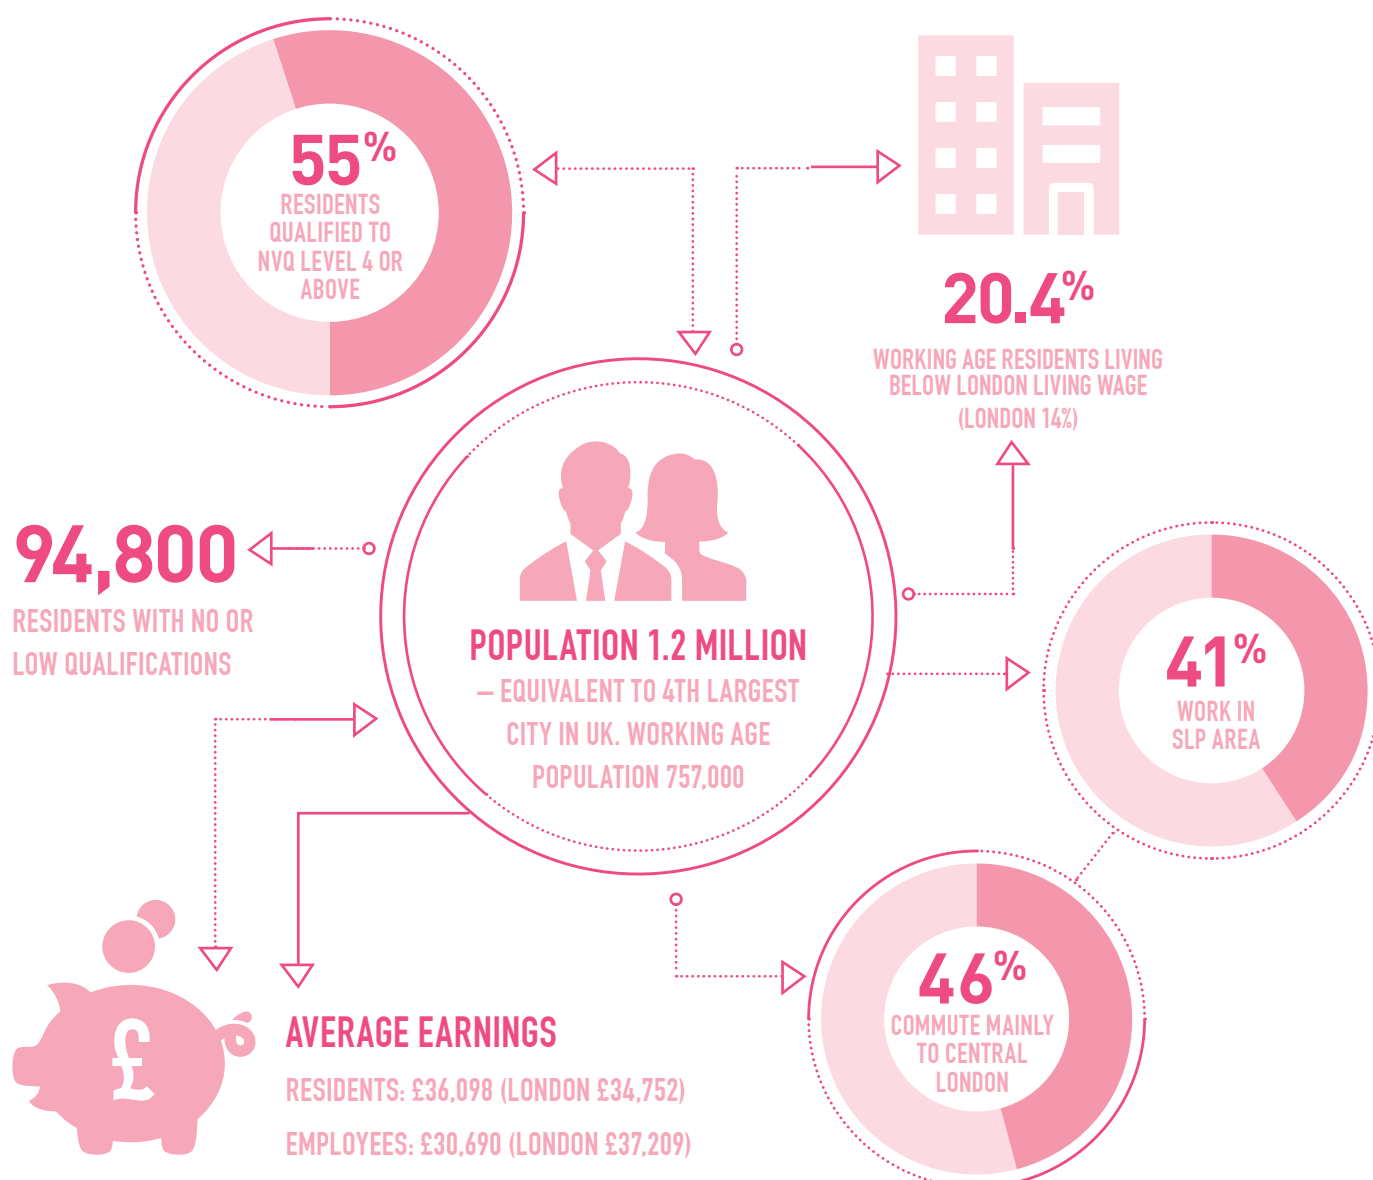 55%
RESIDENTS
QUALIFIED TO
NVQ LEVEL 4 OR
ABOVE
20.4%
WORKING AGE RESIDENTS LIVING
BELOW LONDON LIVING WAGE
(LONDON 14%)
94,800
RESIDENTS WITH NO OR
LOW QUALIFICATIONS
POPULATION 1.2 MILLION
– EQUIVALENT TO 4TH LARGEST
CITY IN UK. WORKING AGE
POPULATION 757,000
41%
WORK IN
SLP AREA
46%
COMMUTE MAINLY
TO CENTRAL
LONDON
£
AVERAGE EARNINGS
RESIDENTS: £36,098 (LONDON £34,752)
EMPLOYEES: £30,690 (LONDON £37,209)